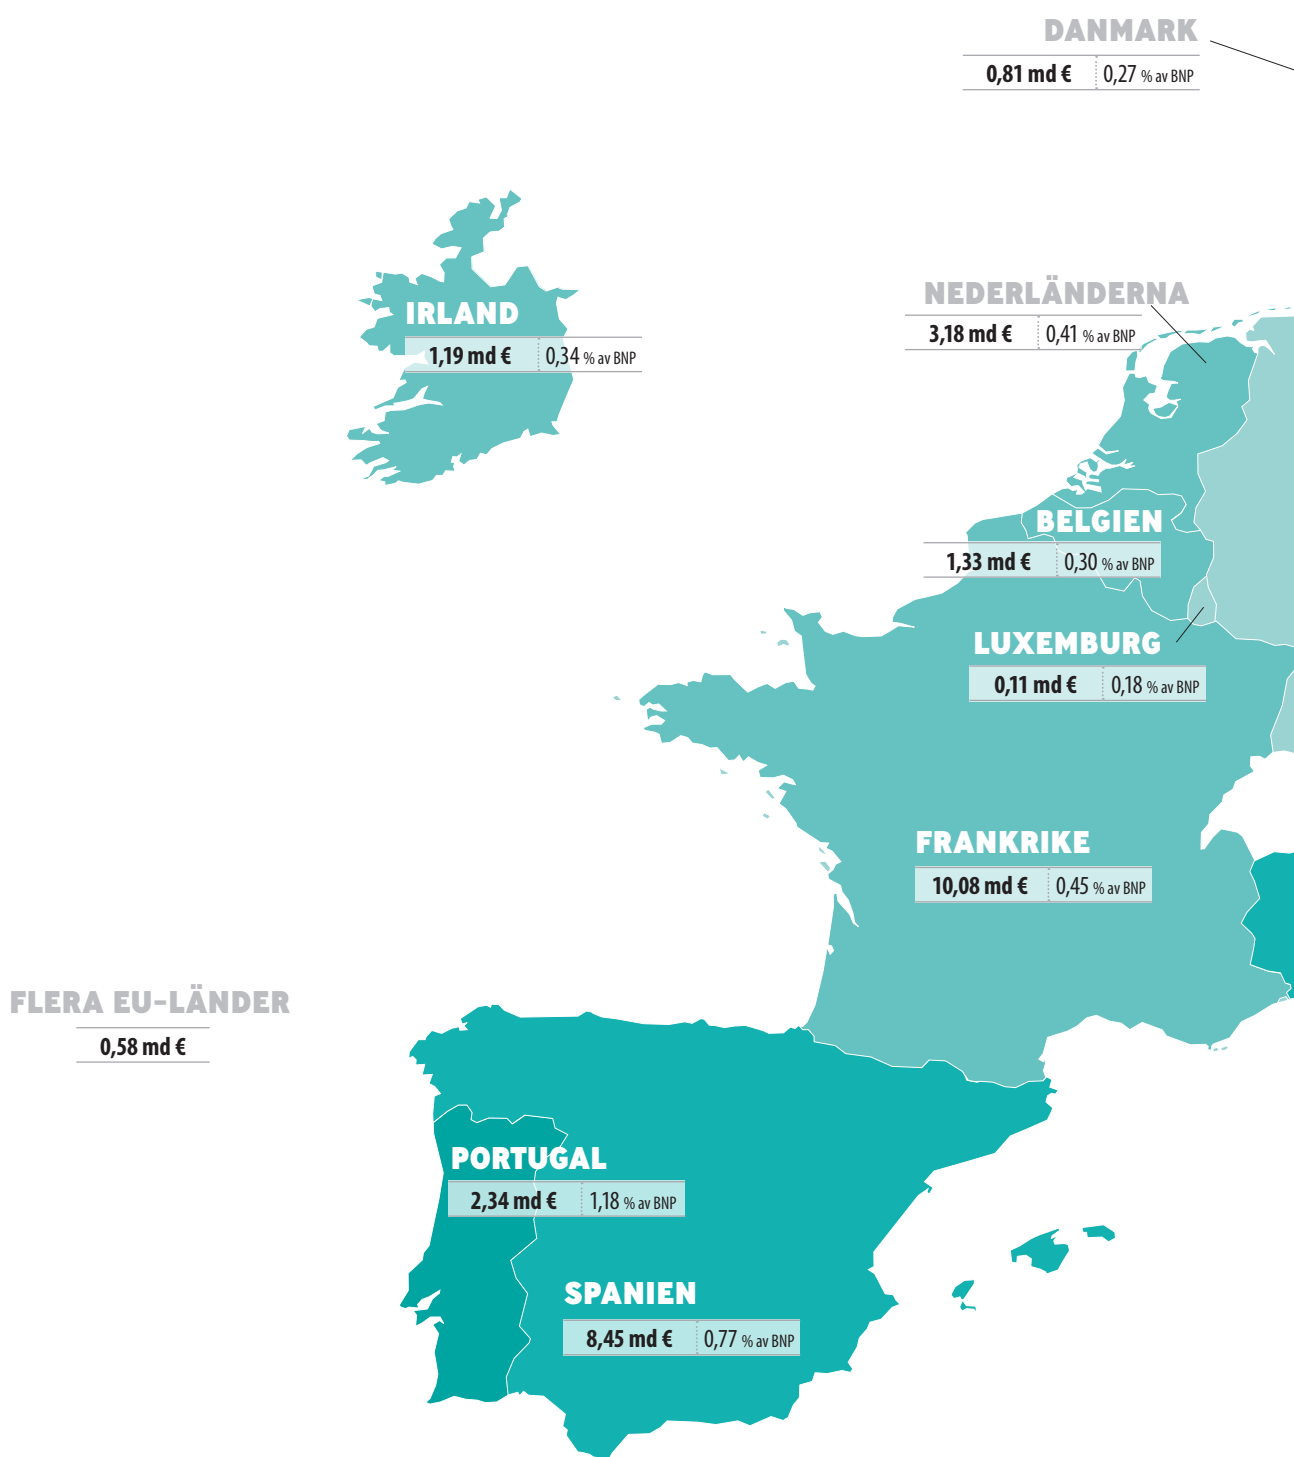 DANMARK
0,81 md € 0,27 % av BNP
NEDERLÄNDERNA
3,18 md € 0,41 % av BNP
IRLAND
1,19 md € 0,34 % av BNP
BELGIEN
1,33 md € 0,30 % av BNP
LUXEMBURG
0,11 md € 0,18 % av BNP
FRANKRIKE
10,08 md € 0,45 % av BNP
FLERA EU-LÄNDER
0,58 md €
PORTUGAL
2,34 md € 1,18 % av BNP
SPANIEN
8,45 md € 0,77 % av BNP